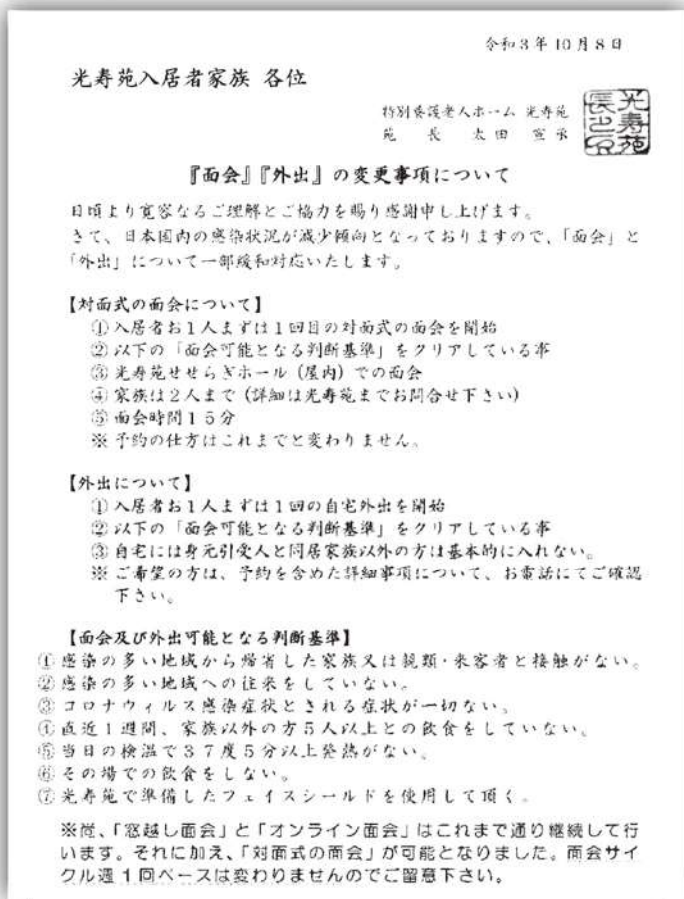 令和3年10月8日
光寿苑入居者家族 各位
特別養護老人ホーム 光寿苑
苑 長 太田 宣承
光寿苑
長之印
『面会』『外出』の変更事項について
日頃より寛容なるご理解とご協力を賜り感謝申し上げます。
さて、日本国内の感染状況が減少傾向となっておりますので、「面会」と
「外出」について一部緩和対応いたします。
【対面式の面会について】
①入居者お1人まずは1回目の対面式の面会を開始
②以下の「面会可能となる判断基準」をクリアしている事
③光寿苑せせらぎホール（屋内）での面会
④家族は2人まで（詳細は光寿苑までお問合せ下さい）
⑤面会時間15分
※予約の仕方はこれまでと変わりません。
【外出について】
①入居者お1人まずは1回の自宅外出を開始
②以下の「面会可能となる判断基準」をクリアしている事
③自宅には身元引受人と同居家族以外の方は基本的に入れない。
※ご希望の方は、予約を含めた詳細事項について、お電話にてご確認
下さい。
【面会及び外出可能となる判断基準】
①感染の多い地域から帰省した家族又は親類・来客者と接触がない。
②感染の多い地域への往来をしていない。
③コロナウィルス感染症状とされる症状が一切ない。
④直近1週間、家族以外の方5人以上との飲食をしていない。
⑤当日の検温で37度5分以上発熱がない。
⑥その場での飲食をしない。
⑦光寿苑で準備したフェイスシールドを使用して頂く。
※尚、「窓越し面会」と「オンライン面会」はこれまで通り継続して行
います。それに加え、「対面式の面会」が可能となりました。面会サイ
クル週1回ベースは変わりませんのでご留意下さい。